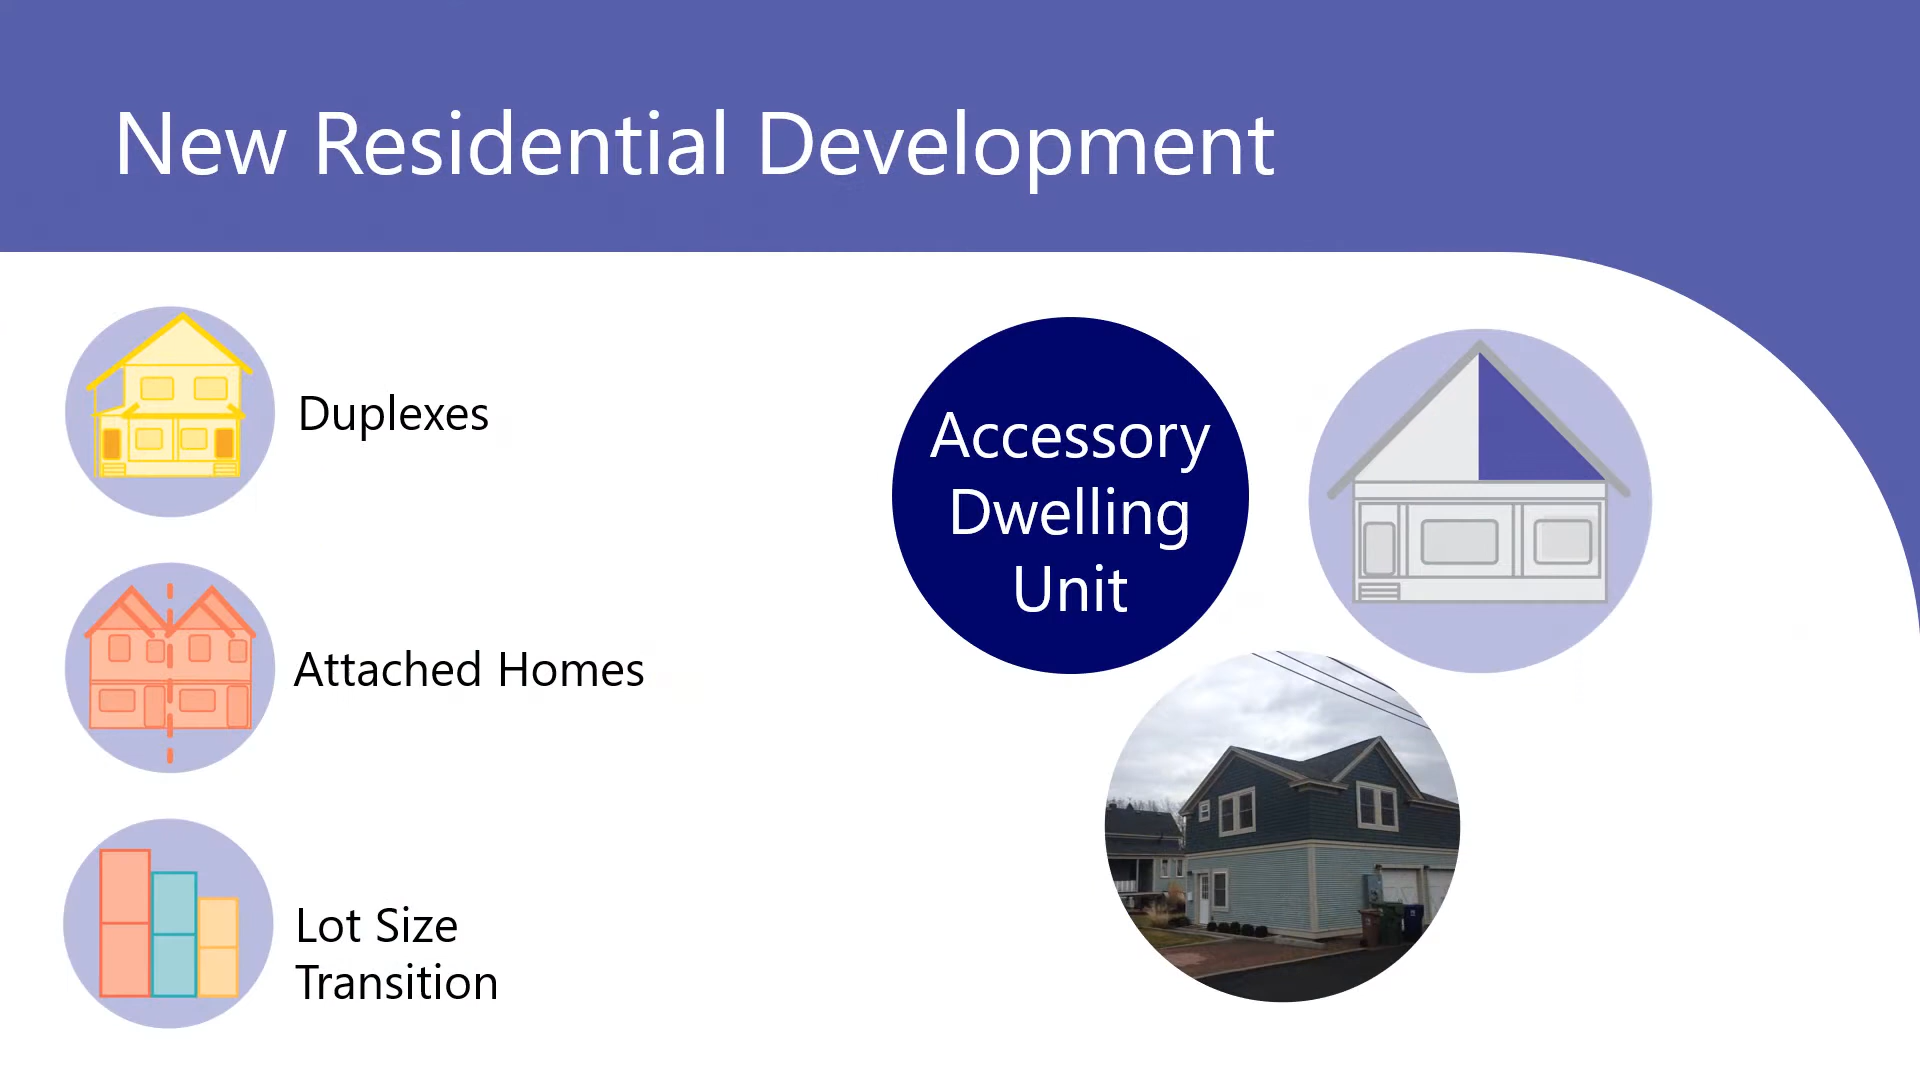 New Residential Development
Duplexes
Attached Homes
Lot Size
Transition
Accessory
Dwelling
Unit